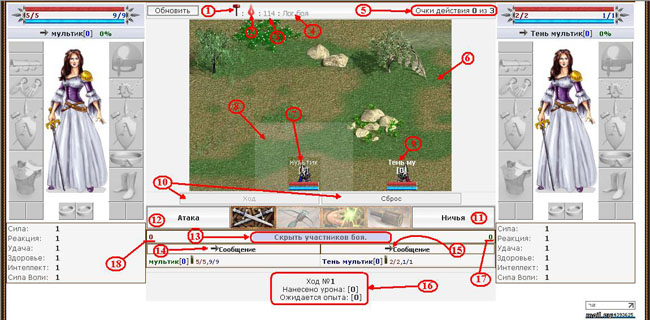 5/5 9/9
→ мультик[0] 0%
Обновить
1
: 114 : Лог боя
2 3 4
5
Очки действия 0 из 3
2/2 1/1
→ Тень мультик[0] 0%
6
8
7
9
мультик
Тень му
[0]
10
Ход
Сброс
12
Атака
Ничья
11
Сила: 1
Реакция: 1
Удача: 1
Здоровье: 1
Интеллект: 1
Сила Воли: 1
0
13
Скрыть участников боя.
0
14
→Сообщение
→Сообщение
15
мультик[0] 5/5,9/9
Тень мультик[0] 2/2,1/1
18
17
Ход №1
Нанесено урона: [0]
Ожидается опыта: [0]
16
Сила: 1
Реакция: 1
Удача: 1
Здоровье: 1
Интеллект: 1
Сила Воли: 1